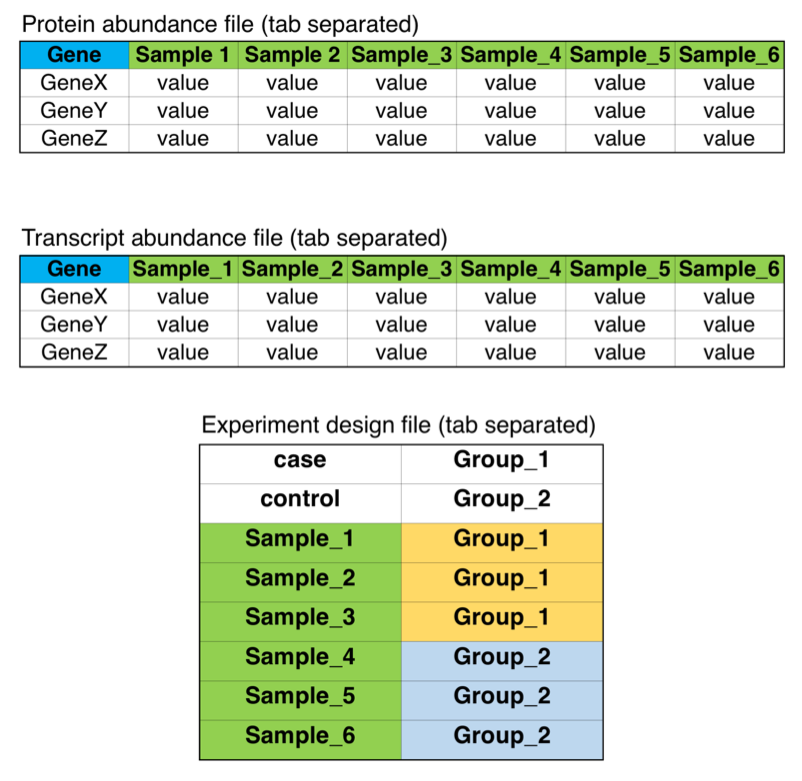 Protein abundance file (tab separated)
Gene Sample 1 Sample 2 Sample_3 Sample_4 Sample_5 Sample_6
GeneX value value value value value value
GeneY value value value value value value
GeneZ value value value value value value
Transcript abundance file (tab separated)
Gene Sample_1 Sample_2 Sample_3 Sample_4 Sample_5 Sample_6
GeneX value value value value value value
GeneY value value value value value value
GeneZ value value value value value value
Experiment design file (tab separated)
case Group_1
control Group_2
Sample_1 Group_1
Sample_2 Group_1
Sample_3 Group_1
Sample_4 Group_2
Sample_5 Group_2
Sample_6 Group_2